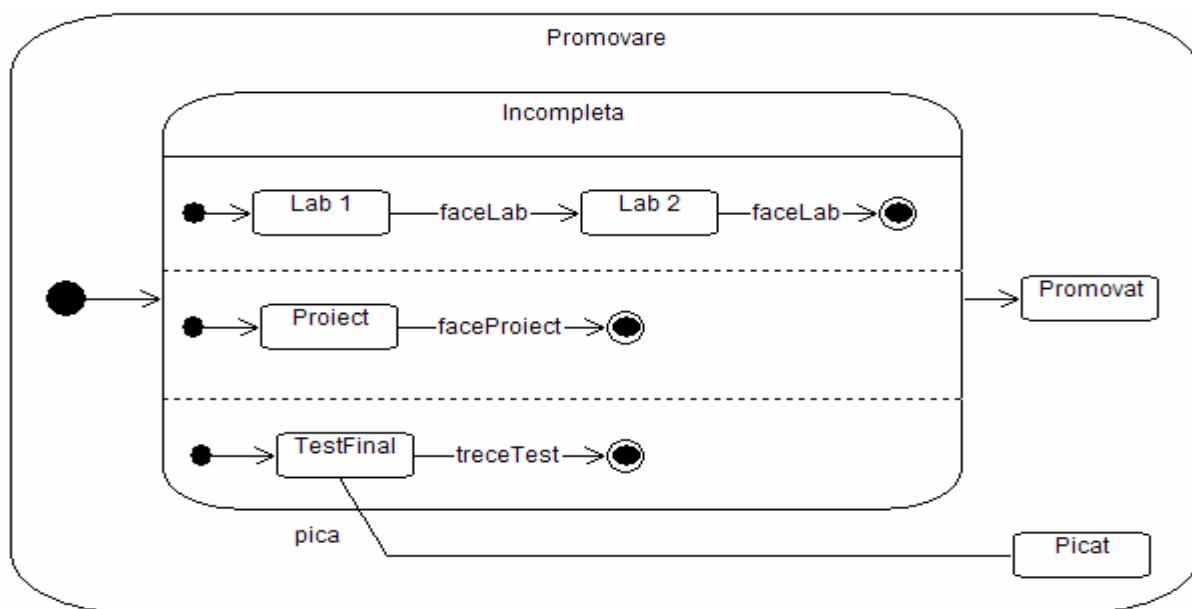 Promovare
Incompleta
Lab 1 faceLab Lab 2 faceLab
Promovat
Proiect faceProiect
TestFinal treceTest
pica
Picat